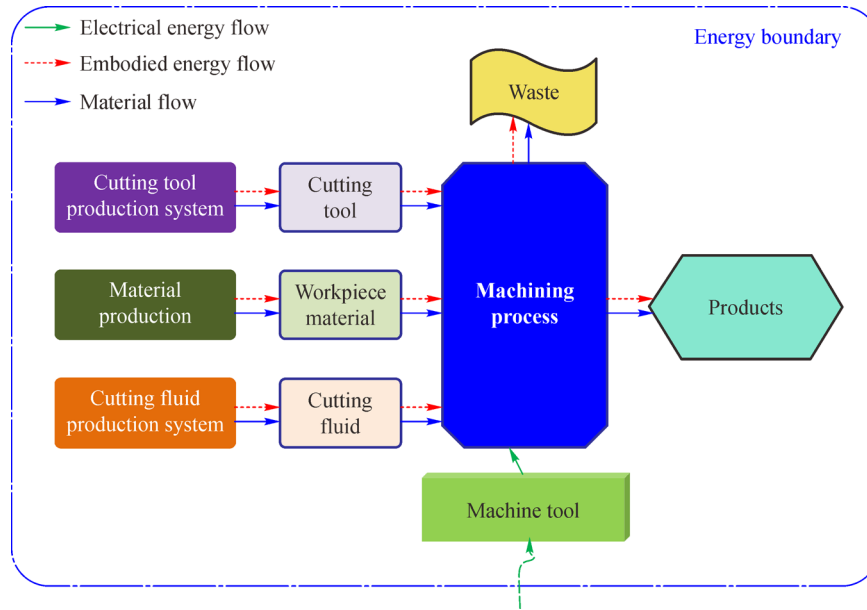 Electrical energy flow
Embodied energy flow
Material flow
Energy boundary
Waste
Cutting tool
production system
Cutting
tool
Material
production
Workpiece
material
Machining
process
Products
Cutting fluid
production system
Cutting
fluid
Machine tool